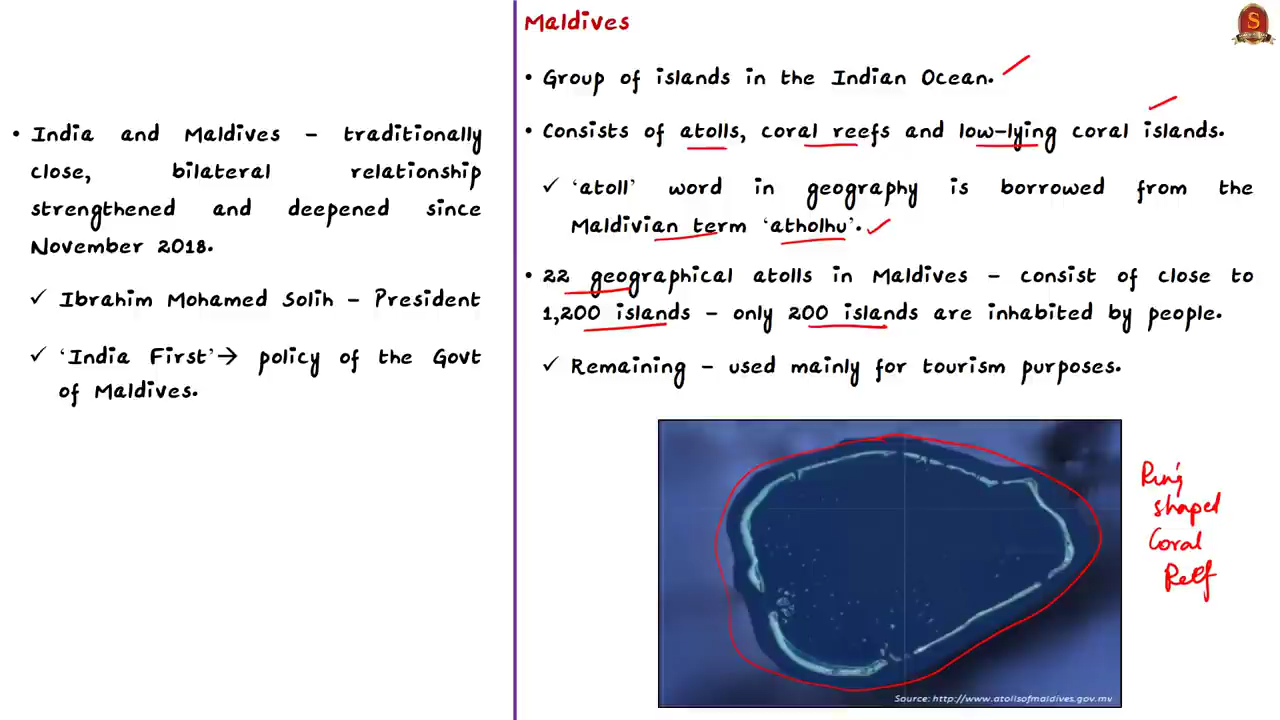 • India and Maldives – traditionally
close, bilateral relationship
strengthened and deepened since
November 2018.
✓ Ibrahim Mohamed Solih – President
✓ 'India First'→ policy of the Govt
of Maldives.
Maldives
• Group of islands in the Indian Ocean.
• Consists of atolls, coral reefs and low-lying coral islands.
✓ 'atoll' word in geography is borrowed from the
Maldivian term 'atholhu'.
• 22 geographical atolls in Maldives – consist of close to
1,200 islands – only 200 islands are inhabited by people.
✓ Remaining – used mainly for tourism purposes.
Ring
shaped
Coral
Reef
Source: http://www.atollsofmaldives.gov.mv
S